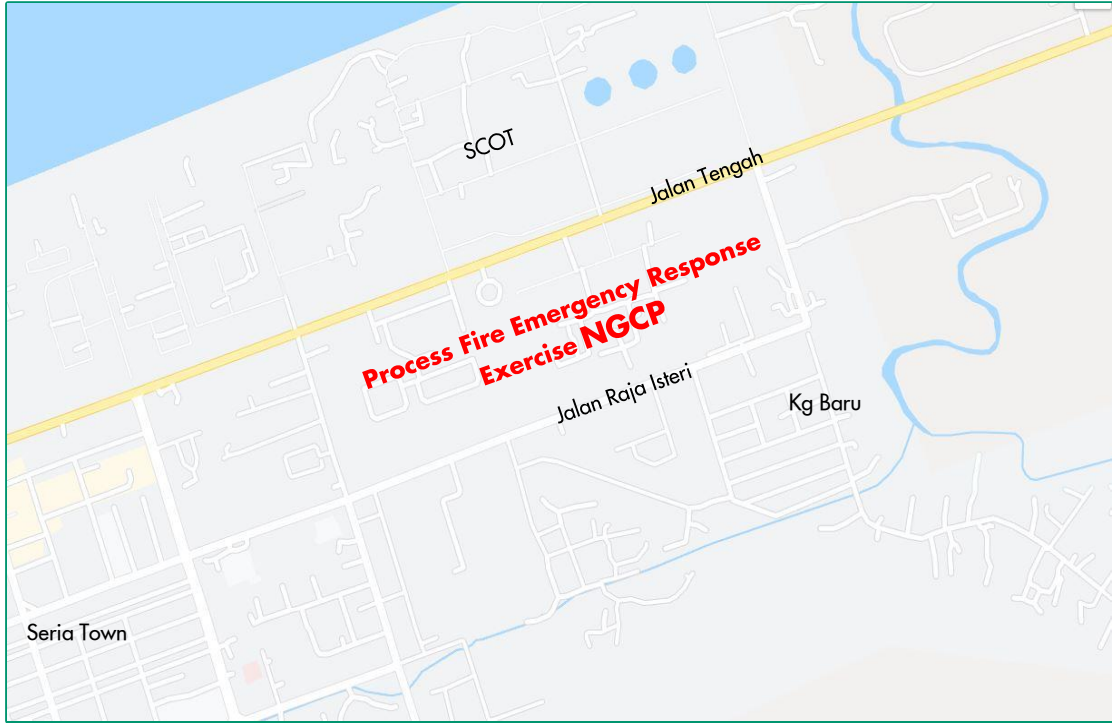 SCOT
Jalan Tengah
Process Fire Emergency Response
Exercise NGCP
Jalan Raja Isteri
Kg Baru
Seria Town